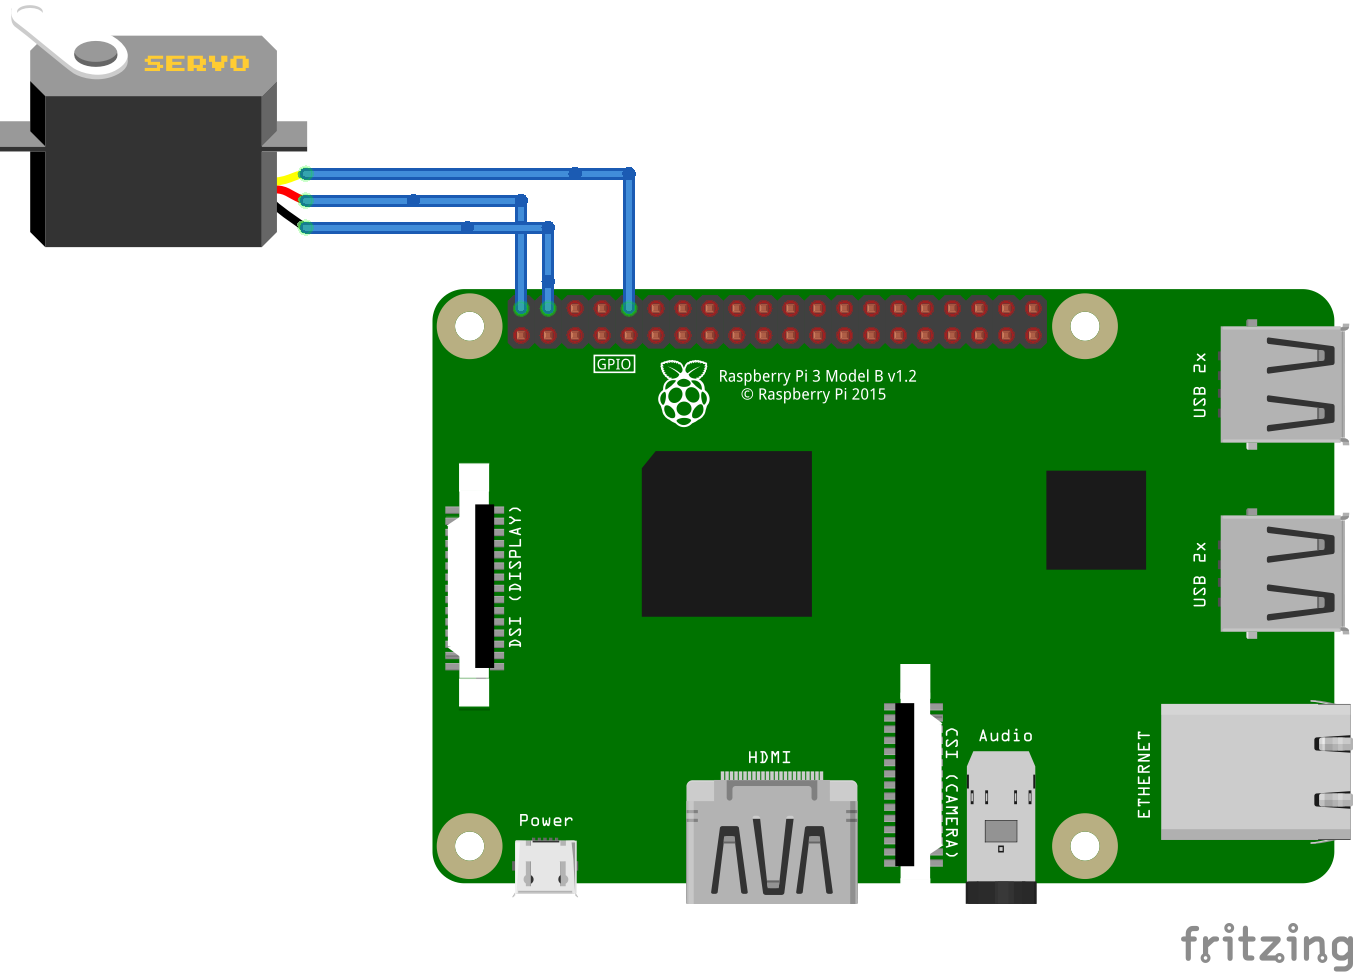 SERVO
GPIO
Raspberry Pi 3 Model B v1.2
© Raspberry Pi 2015
USB 2x
DSI (DISPLAY)
USB 2x
HDMI
CSI (CAMERA)
Audio
ETHERNET
Power
fritzing